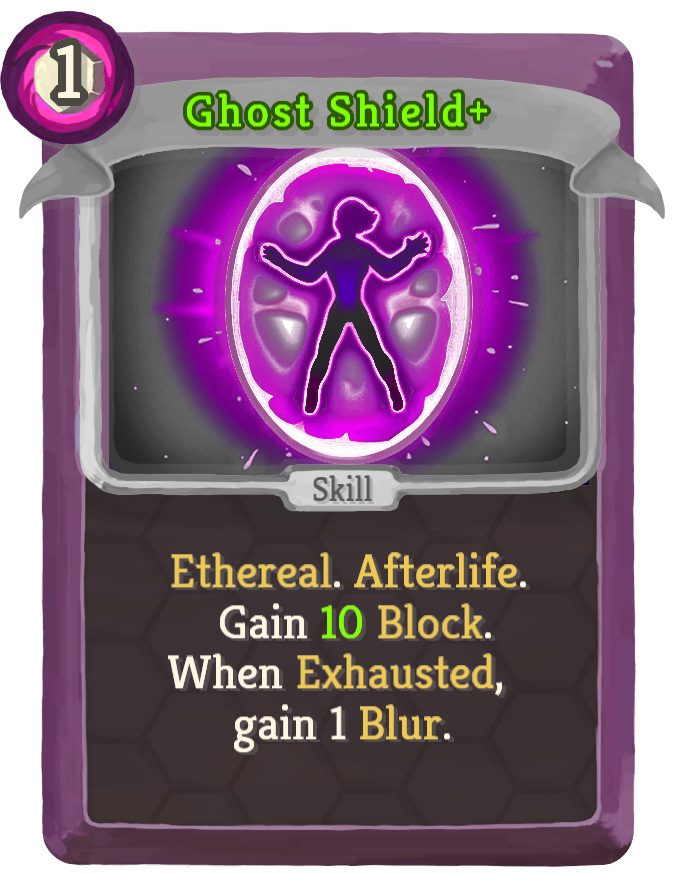 1
Ghost Shield+
Skill
Ethereal. Afterlife.
Gain 10 Block.
When Exhausted,
gain 1 Blur.